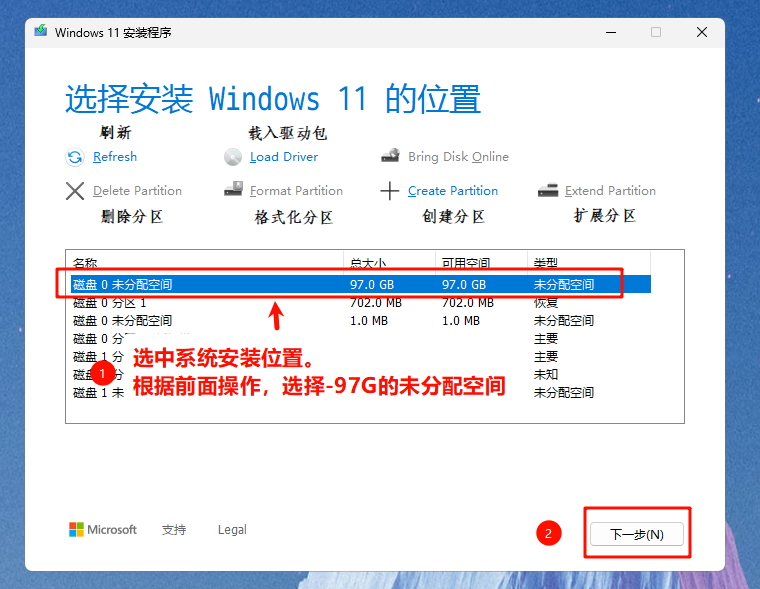 Windows 11 安装程序
选择安装 Windows 11 的位置
刷新 载入驱动包
Refresh Load Driver Bring Disk Online
Delete Partition Format Partition Create Partition Extend Partition
删除分区 格式化分区 创建分区 扩展分区
名称 总大小 可用空间 类型
磁盘 0 未分配空间 97.0 GB 97.0 GB 未分配空间
磁盘 0 分区 1 702.0 MB 702.0 MB 恢复
磁盘 0 未分配空间 1.0 MB 1.0 MB 未分配空间
磁盘 0 分 主要
磁盘 1 分 主要
1 分 未知
磁盘 1 未 未分配空间
选中系统安装位置。
根据前面操作，选择-97G的未分配空间
Microsoft 支持 Legal 2 下一步(N)